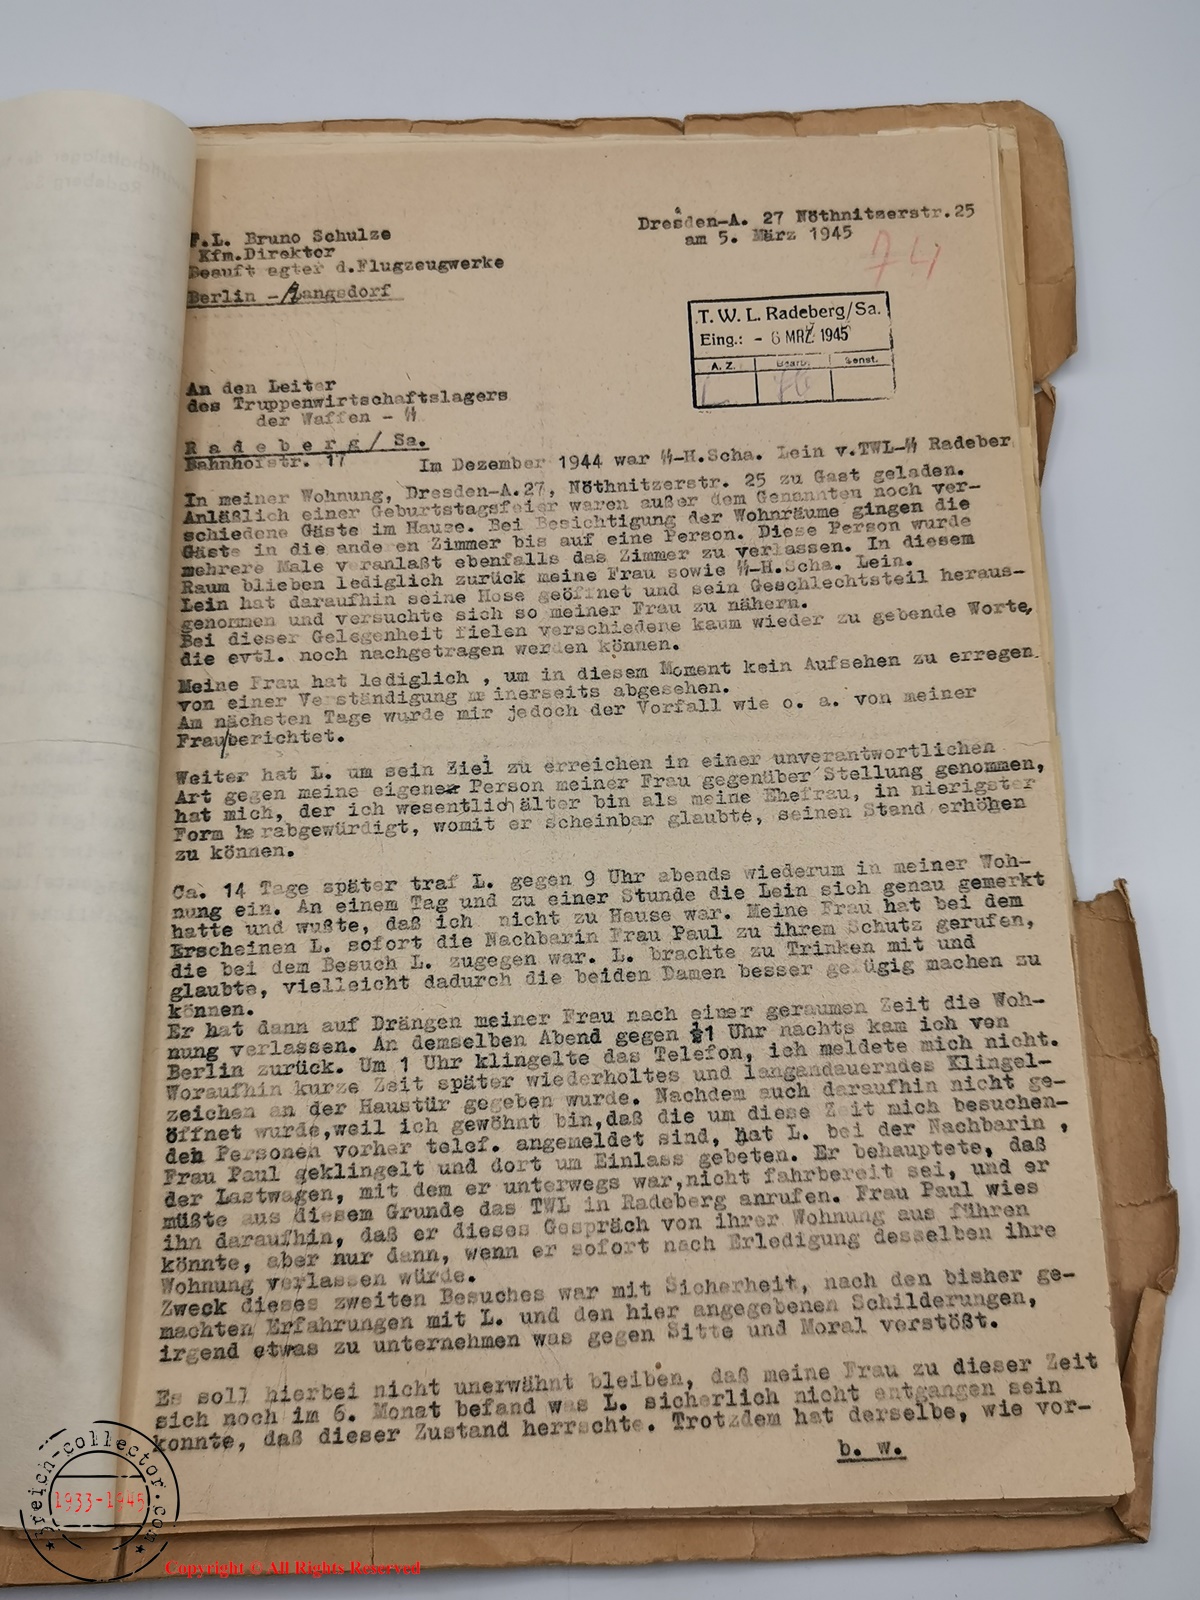 F.L. Bruno Schulze
Kfm.Direktor
Beauftragter d.Flugzeugwerke
Berlin - Rangsdorf
Dresden-A. 27 Nöthnitzerstr.25
am 5. März 1945
74
T. W. L. Radeberg/Sa.
Eing.: - 6 MRZ 1945
A. Z. Bearb. Sonst.
An den Leiter
des Truppenwirtschaftslagers
der Waffen - ᛋᛋ
R a d e b e r g / Sa.
Bahnhofstr. 17 Im Dezember 1944 war ᛋᛋ-H.Scha. Lein v.TWL-ᛋᛋ Radeber
In meiner Wohnung, Dresden-A.27, Nöthnitzerstr. 25 zu Gast geladen.
Anläßlich einer Geburtstagsfeier waren außer dem Genannten noch ver-
schiedene Gäste im Hause. Bei Besichtigung der Wohnräume gingen die
Gäste in die anderen Zimmer bis auf eine Person. Diese Person wurde
mehrere Male veranlaßt ebenfalls das Zimmer zu verlassen. In diesem
Raum blieben lediglich zurück meine Frau sowie ᛋᛋ-H.Scha. Lein.
Lein hat daraufhin seine Hose geöffnet und sein Geschlechtsteil heraus-
genommen und versuchte sich so meiner Frau zu nähern.
Bei dieser Gelegenheit fielen verschiedene kaum wieder zu gebende Worte,
die evtl. noch nachgetragen werden können.
Meine Frau hat lediglich , um in diesem Moment kein Aufsehen zu erregen
von einer Verständigung meinerseits abgesehen.
Am nächsten Tage wurde mir jedoch der Vorfall wie o. a. von meiner
Frau/berichtet.
Weiter hat L. um sein Ziel zu erreichen in einer unverantwortlichen
Art gegen meine eigene Person meiner Frau gegenüber Stellung genommen,
hat mich, der ich wesentlich älter bin als meine Ehefrau, in nierigster
Form herabgewürdigt, womit er scheinbar glaubte, seinen Stand erhöhen
zu können.
Ca. 14 Tage später traf L. gegen 9 Uhr abends wiederum in meiner Woh-
nung ein. An einem Tag und zu einer Stunde die Lein sich genau gemerkt
hatte und wußte, daß ich nicht zu Hause war. Meine Frau hat bei dem
Erscheinen L. sofort die Nachbarin Frau Paul zu ihrem Schutz gerufen,
die bei dem Besuch L. zugegen war. L. brachte zu Trinken mit und
glaubte, vielleicht dadurch die beiden Damen besser gefügig machen zu
können.
Er hat dann auf Drängen meiner Frau nach einer geraumen Zeit die Woh-
nung verlassen. An demselben Abend gegen ½1 Uhr nachts kam ich von
Berlin zurück. Um 1 Uhr klingelte das Telefon, ich meldete mich nicht.
Woraufhin kurze Zeit später wiederholtes und langandauerndes Klingel-
zeichen an der Haustür gegeben wurde. Nachdem auch daraufhin nicht ge-
öffnet wurde,weil ich gewöhnt bin,daß die um diese Zeit mich besuchen-
den Personen vorher telef. angemeldet sind, hat L. bei der Nachbarin ,
Frau Paul geklingelt und dort um Einlass gebeten. Er behauptete, daß
der Lastwagen, mit dem er unterwegs war,nicht fahrbereit sei, und er
müßte aus diesem Grunde das TWL in Radeberg anrufen. Frau Paul wies
ihn daraufhin, daß er dieses Gespräch von ihrer Wohnung aus führen
könnte, aber nur dann, wenn er sofort nach Erledigung desselben ihre
Wohnung verlassen würde.
Zweck dieses zweiten Besuches war mit Sicherheit, nach den bisher ge-
machten Erfahrungen mit L. und den hier angegebenen Schilderungen,
irgend etwas zu unternehmen was gegen Sitte und Moral verstößt.
Es soll hierbei nicht unerwähnt bleiben, daß meine Frau zu dieser Zeit
sich noch im 6. Monat befand was L. sicherlich nicht entgangen sein
konnte, daß dieser Zustand herrschte. Trotzdem hat derselbe, wie vor-
b. w.
reich-collector.com
1933-1945
Copyright © All Rights Reserved